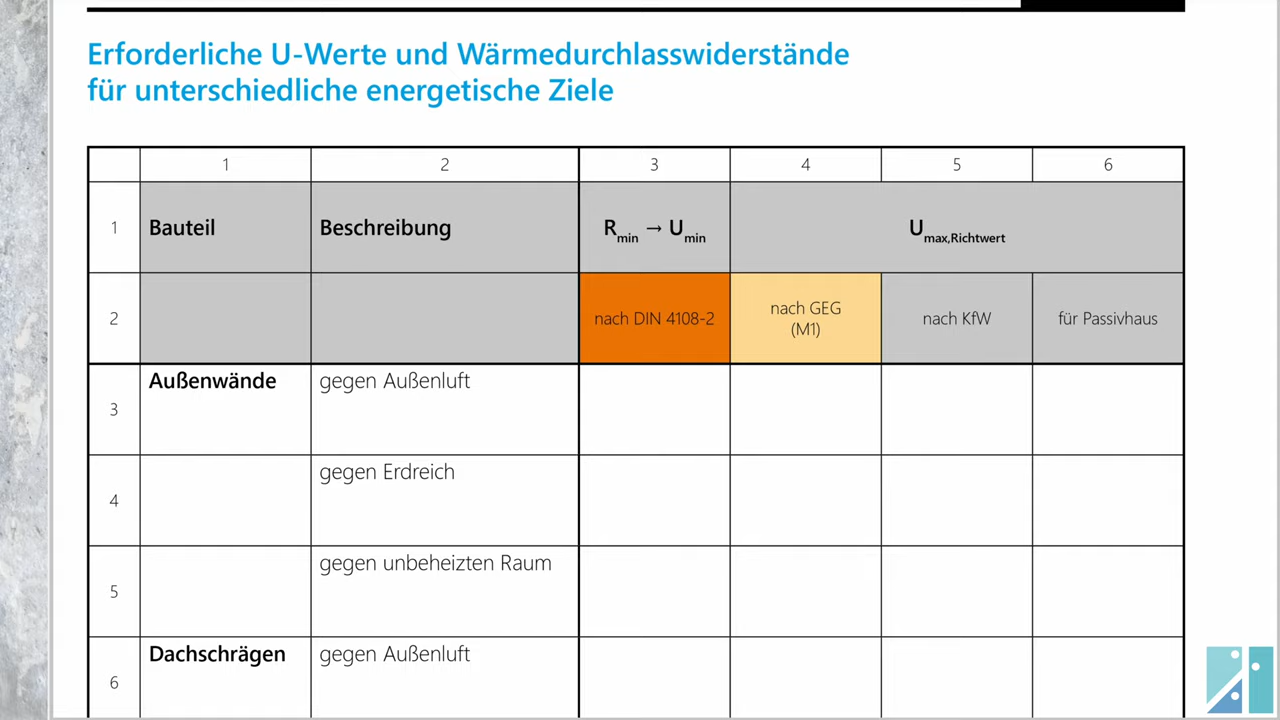 Erforderliche U-Werte und Wärmedurchlasswiderstände
für unterschiedliche energetische Ziele
1 2 3 4 5 6
1 Bauteil Beschreibung Rmin → Umin Umax,Richtwert
2 nach DIN 4108-2 nach GEG (M1) nach KfW für Passivhaus
3 Außenwände gegen Außenluft
4 gegen Erdreich
5 gegen unbeheizten Raum
6 Dachschrägen gegen Außenluft